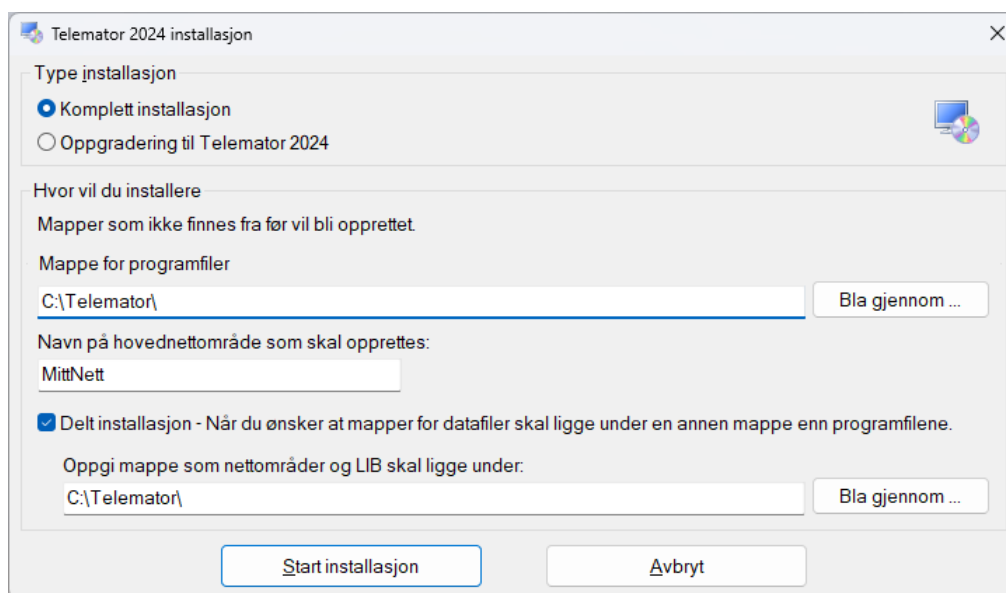 Telemator 2024 installasjon
Type installasjon
Komplett installasjon
Oppgradering til Telemator 2024
Hvor vil du installere
Mapper som ikke finnes fra før vil bli opprettet.
Mappe for programfiler
C:\Telemator\
Bla gjennom ...
Navn på hovednettområde som skal opprettes:
MittNett
Delt installasjon - Når du ønsker at mapper for datafiler skal ligge under en annen mappe enn programfilene.
Oppgi mappe som nettområder og LIB skal ligge under:
C:\Telemator\
Bla gjennom ...
Start installasjon
Avbryt